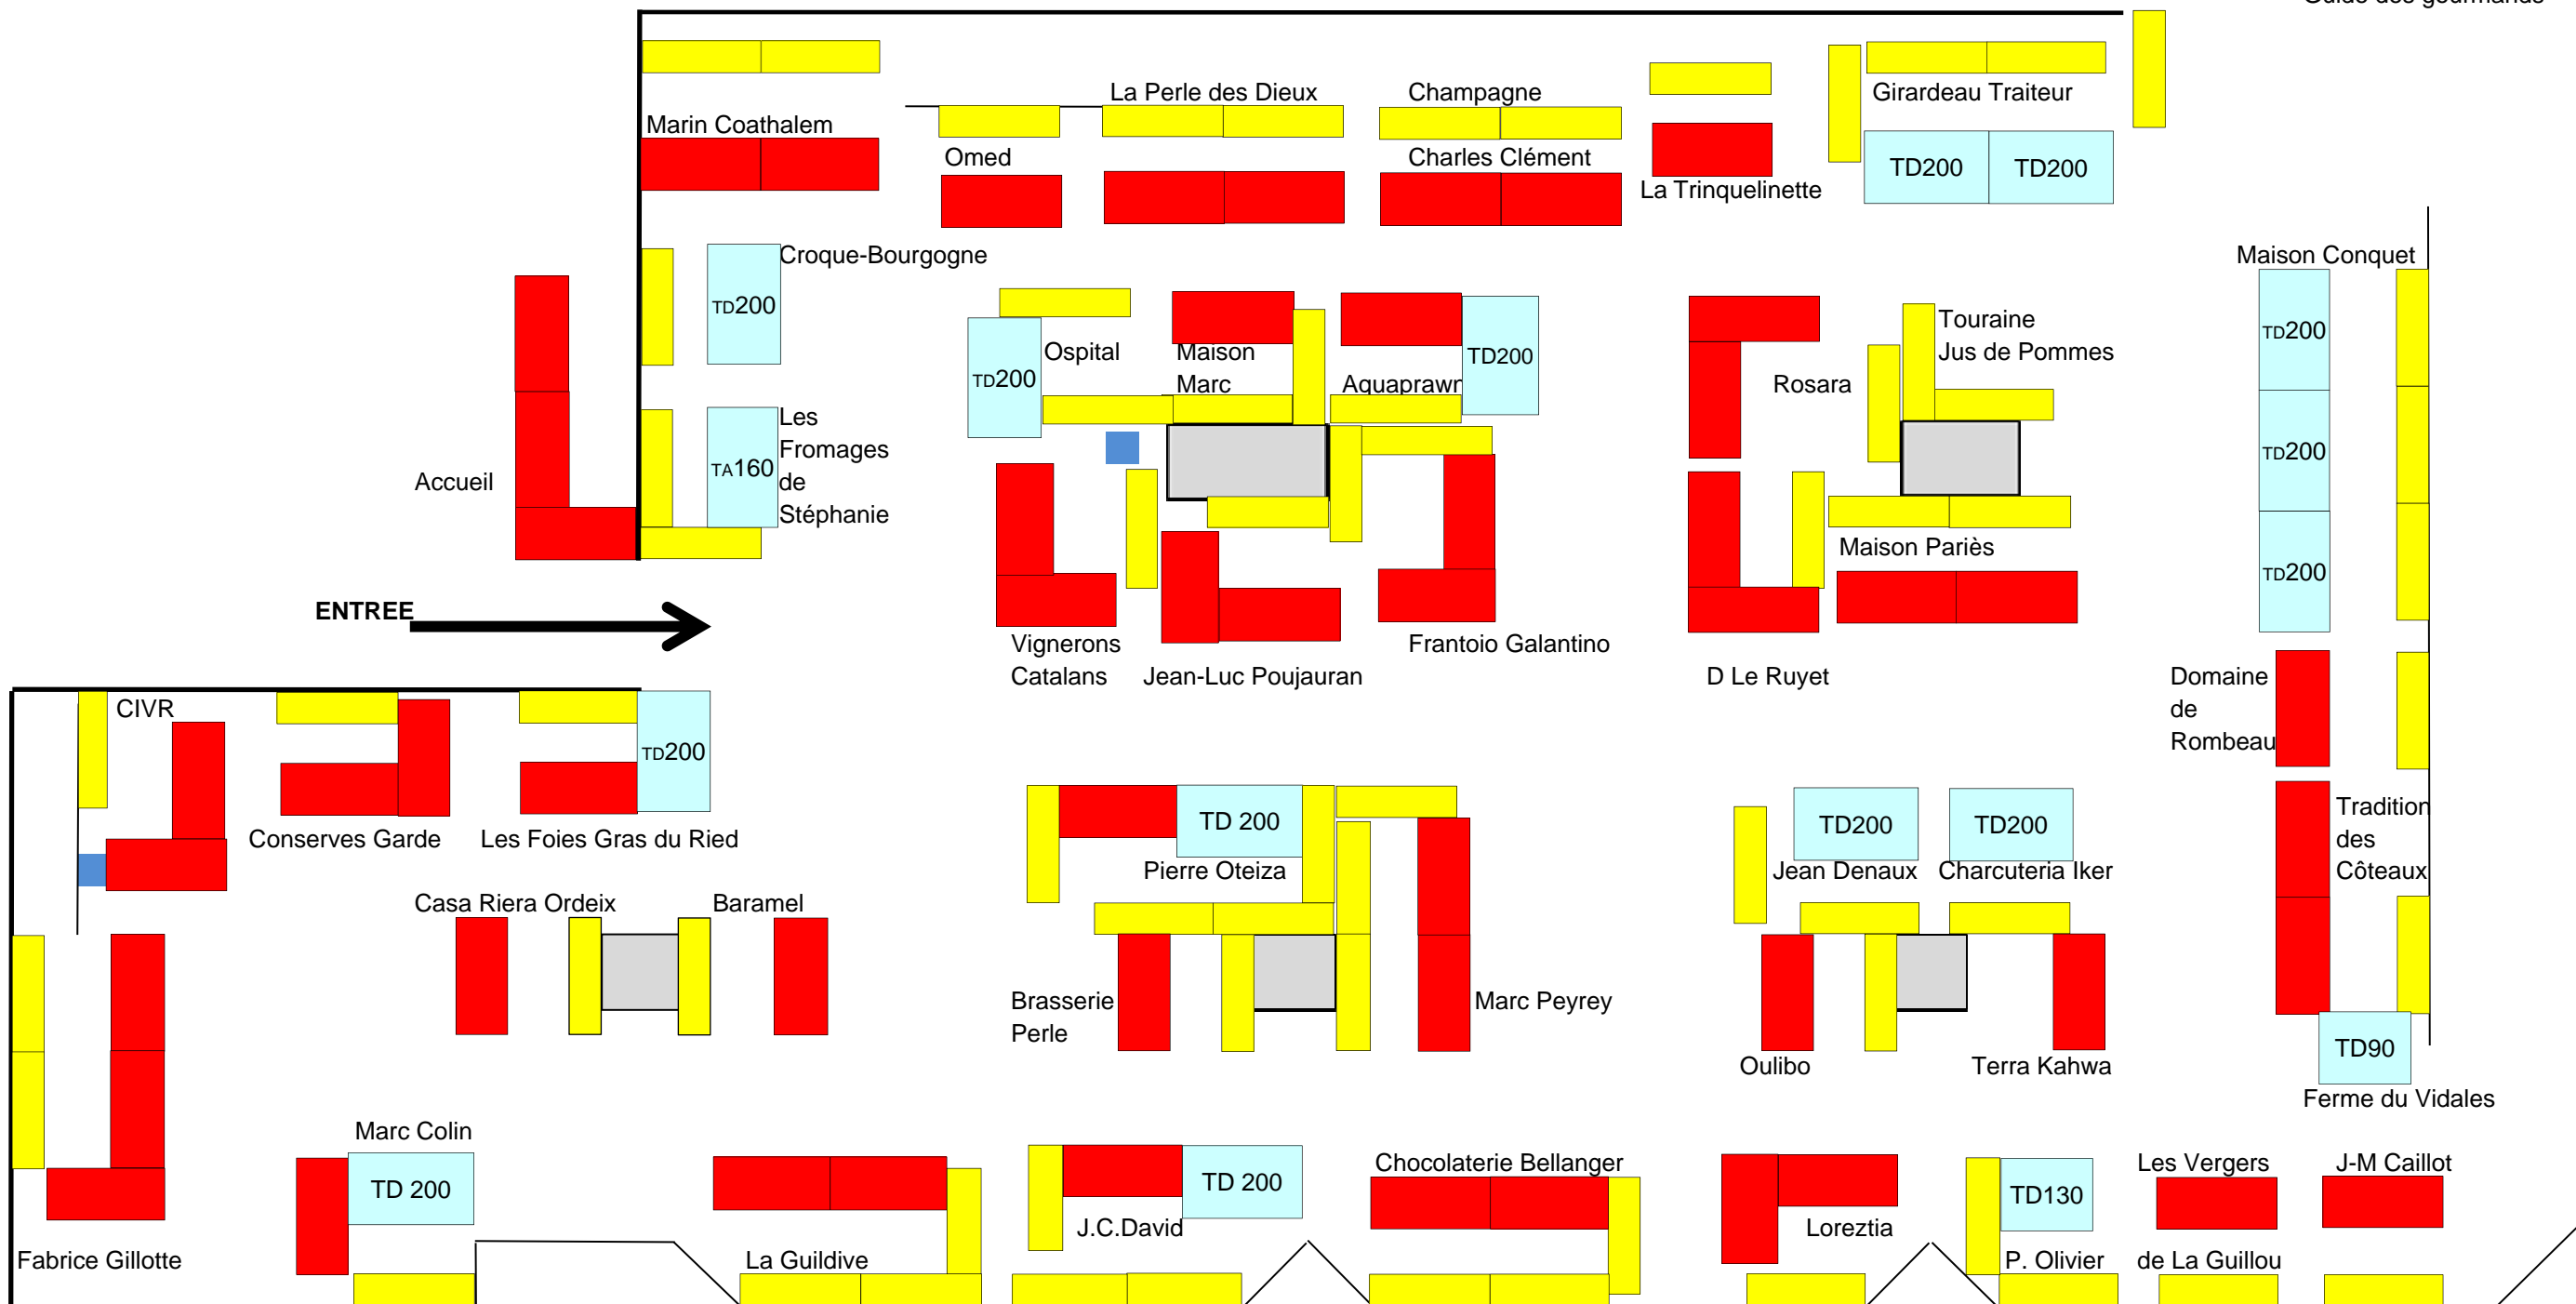 Guide des gourmands
La Perle des Dieux
Champagne
Girardeau Traiteur
Marin Coathalem
Omed
Charles Clément
TD200
TD200
La Trinquelinette
Croque-Bourgogne
Maison Conquet
TD200
Ospital
Maison
Marc
Aquaprawn
TD200
TD200
Touraine
Jus de Pommes
Rosara
TD200
TD200
TD200
Accueil
TA160
Les
Fromages
de
Stéphanie
Maison Pariès
ENTREE
Vignerons
Catalans
Jean-Luc Poujauran
Frantoio Galantino
D Le Ruyet
Domaine
de
Rombeau
CIVR
TD200
Conserves Garde
Les Foies Gras du Ried
TD 200
Pierre Oteiza
TD200
TD200
Jean Denaux
Charcuteria Iker
Tradition
des
Côteaux
Casa Riera Ordeix
Baramel
Brasserie
Perle
Marc Peyrey
Oulibo
Terra Kahwa
TD90
Ferme du Vidales
Marc Colin
TD 200
TD 200
Chocolaterie Bellanger
TD130
Les Vergers
J-M Caillot
J.C.David
Loreztia
Fabrice Gillotte
La Guildive
P. Olivier
de La Guillou